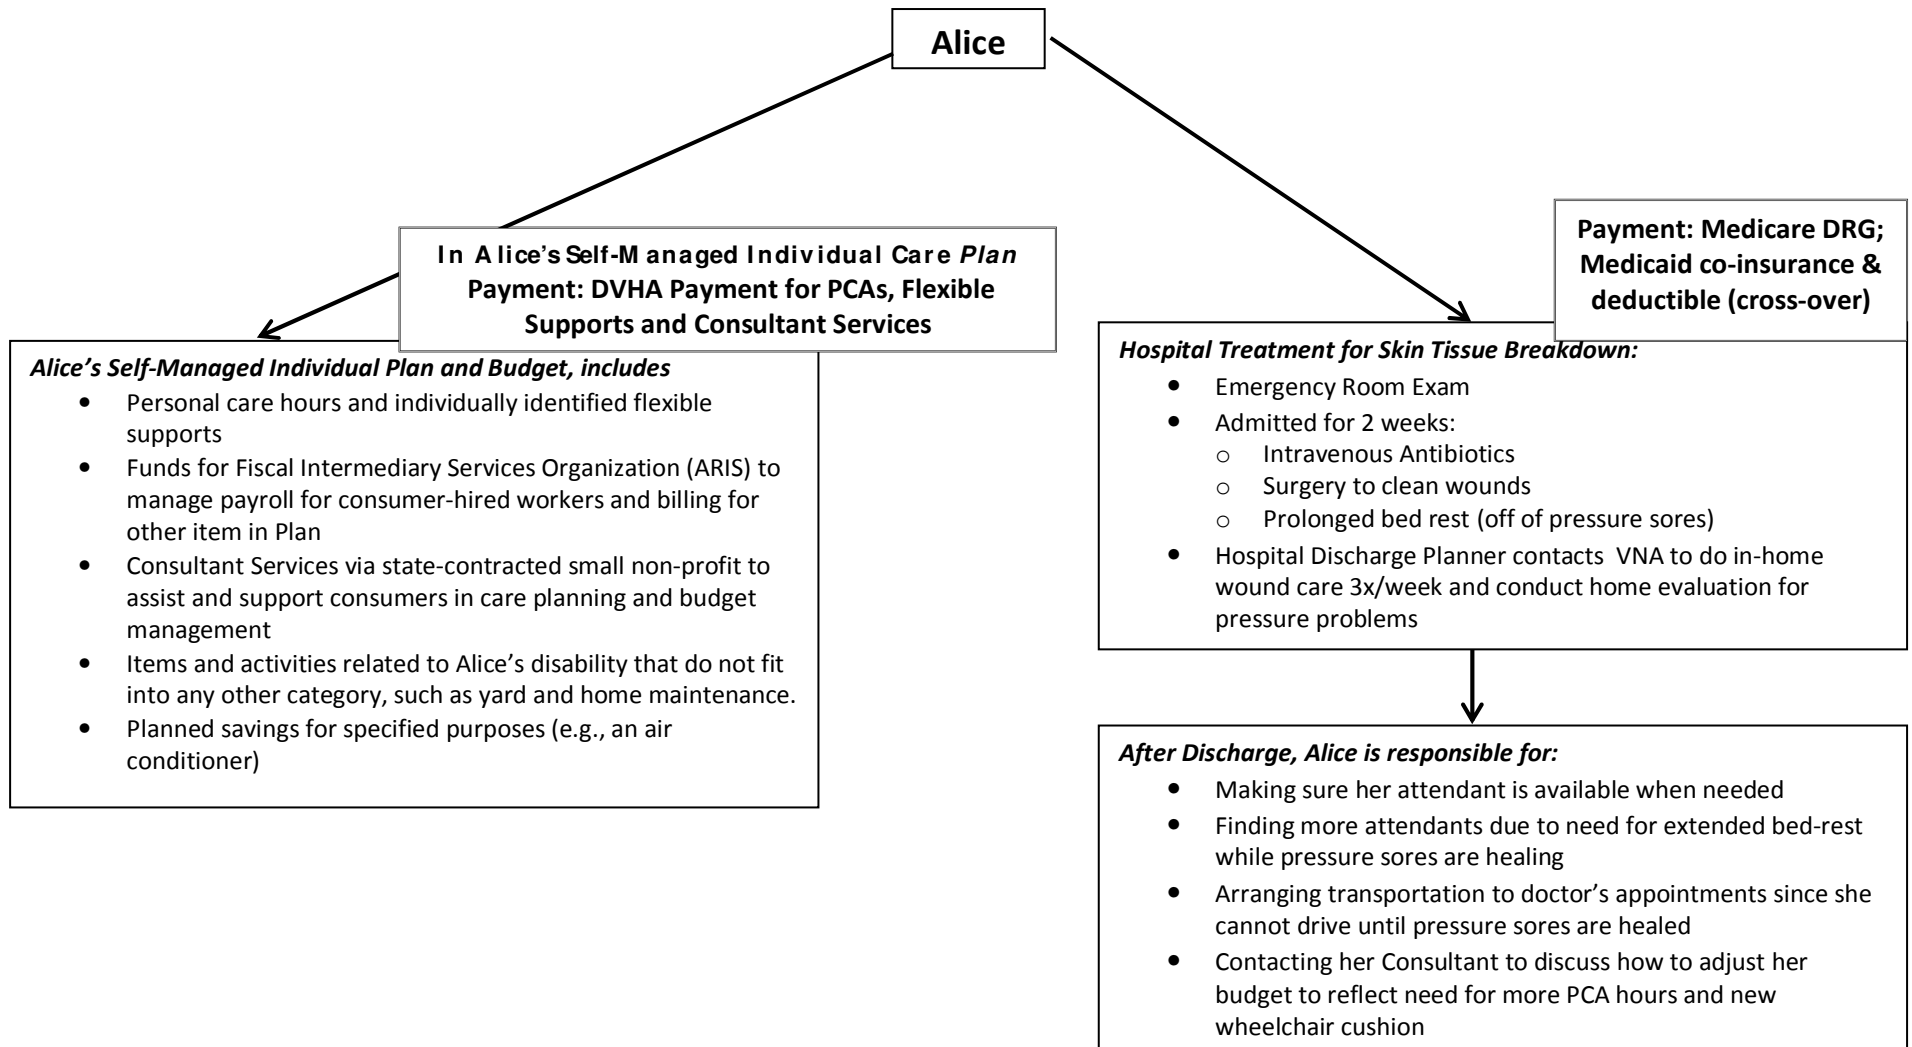 Alice
In Alice's Self-Managed Individual Care Plan
Payment: DVHA Payment for PCAs, Flexible
Supports and Consultant Services
Alice's Self-Managed Individual Plan and Budget, includes
• Personal care hours and individually identified flexible
supports
• Funds for Fiscal Intermediary Services Organization (ARIS) to
manage payroll for consumer-hired workers and billing for
other item in Plan
• Consultant Services via state-contracted small non-profit to
assist and support consumers in care planning and budget
management
• Items and activities related to Alice's disability that do not fit
into any other category, such as yard and home maintenance.
• Planned savings for specified purposes (e.g., an air
conditioner)
Payment: Medicare DRG;
Medicaid co-insurance &
deductible (cross-over)
Hospital Treatment for Skin Tissue Breakdown:
• Emergency Room Exam
• Admitted for 2 weeks:
o Intravenous Antibiotics
o Surgery to clean wounds
o Prolonged bed rest (off of pressure sores)
• Hospital Discharge Planner contacts VNA to do in-home
wound care 3x/week and conduct home evaluation for
pressure problems
After Discharge, Alice is responsible for:
• Making sure her attendant is available when needed
• Finding more attendants due to need for extended bed-rest
while pressure sores are healing
• Arranging transportation to doctor's appointments since she
cannot drive until pressure sores are healed
• Contacting her Consultant to discuss how to adjust her
budget to reflect need for more PCA hours and new
wheelchair cushion